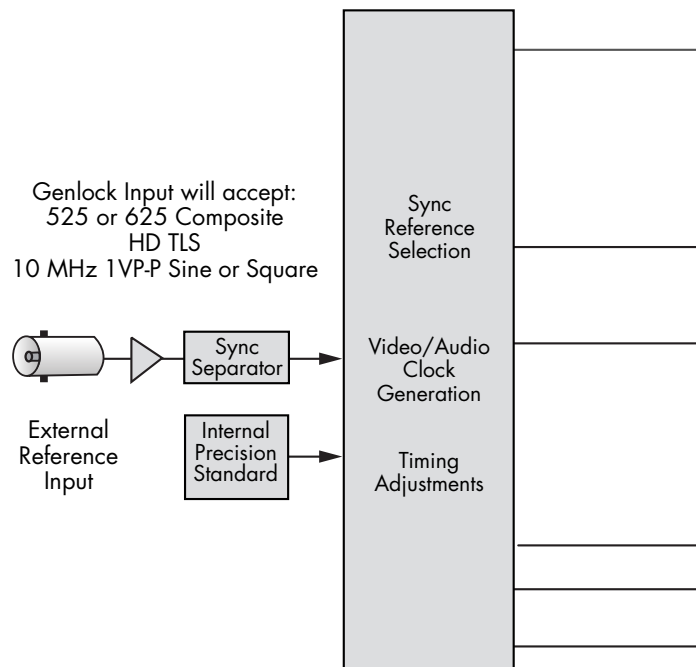 Genlock Input will accept:
525 or 625 Composite
HD TLS
10 MHz 1VP-P Sine or Square
Sync
Reference
Selection
Sync
Separator
Video/Audio
Clock
Generation
External
Reference
Input
Internal
Precision
Standard
Timing
Adjustments